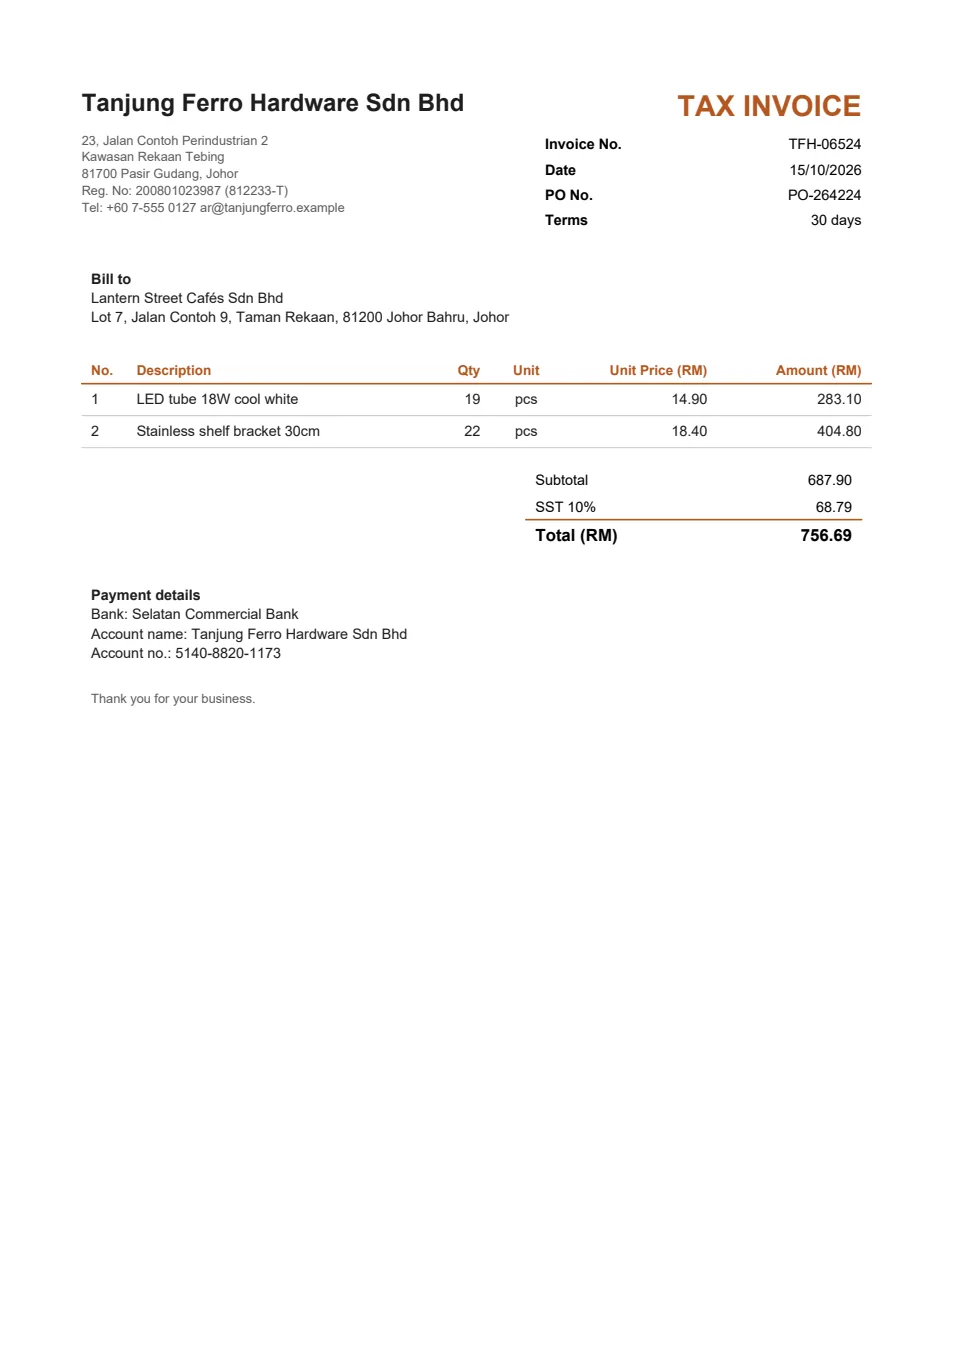 Tanjung Ferro Hardware Sdn Bhd
TAX INVOICE
23, Jalan Contoh Perindustrian 2
Kawasan Rekaan Tebing
81700 Pasir Gudang, Johor
Reg. No: 200801023987 (812233-T)
Tel: +60 7-555 0127 ar@tanjungferro.example
Invoice No. TFH-06524
Date 15/10/2026
PO No. PO-264224
Terms 30 days
Bill to
Lantern Street Cafés Sdn Bhd
Lot 7, Jalan Contoh 9, Taman Rekaan, 81200 Johor Bahru, Johor
No. Description Qty Unit Unit Price (RM) Amount (RM)
1 LED tube 18W cool white 19 pcs 14.90 283.10
2 Stainless shelf bracket 30cm 22 pcs 18.40 404.80
Subtotal 687.90
SST 10% 68.79
Total (RM) 756.69
Payment details
Bank: Selatan Commercial Bank
Account name: Tanjung Ferro Hardware Sdn Bhd
Account no.: 5140-8820-1173
Thank you for your business.